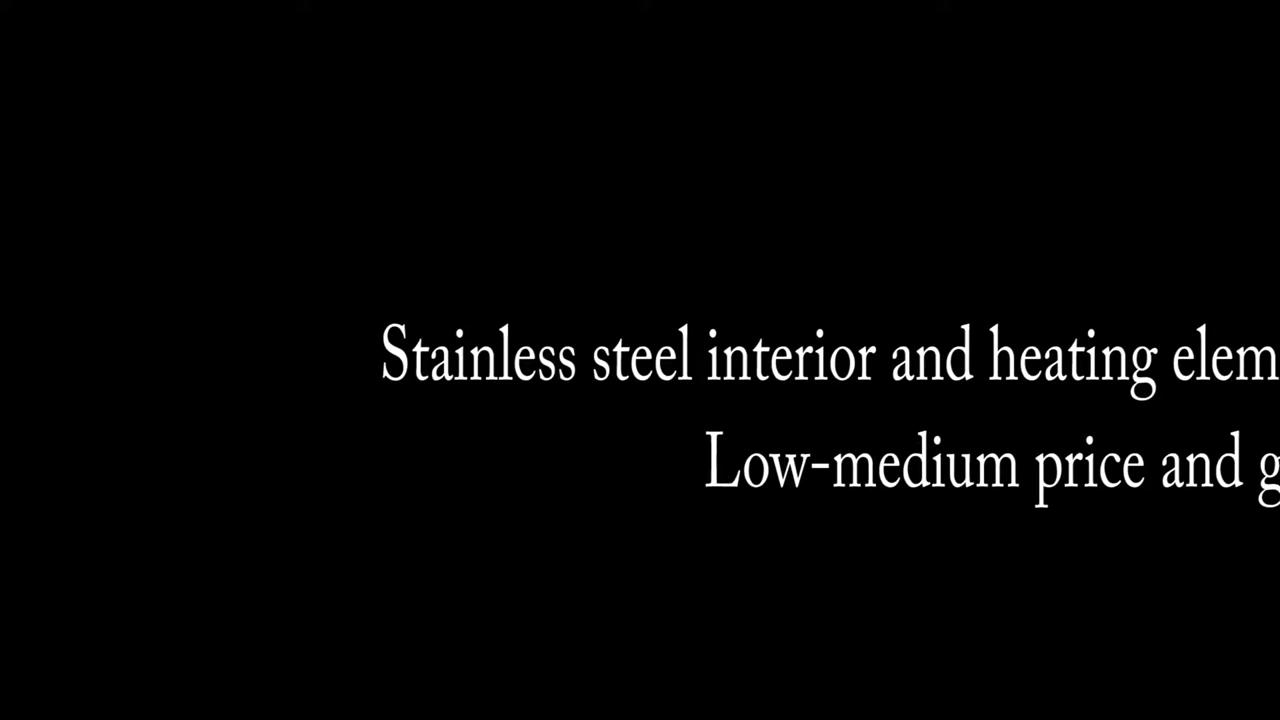 Stainless steel interior and heating elem
Low-medium price and g